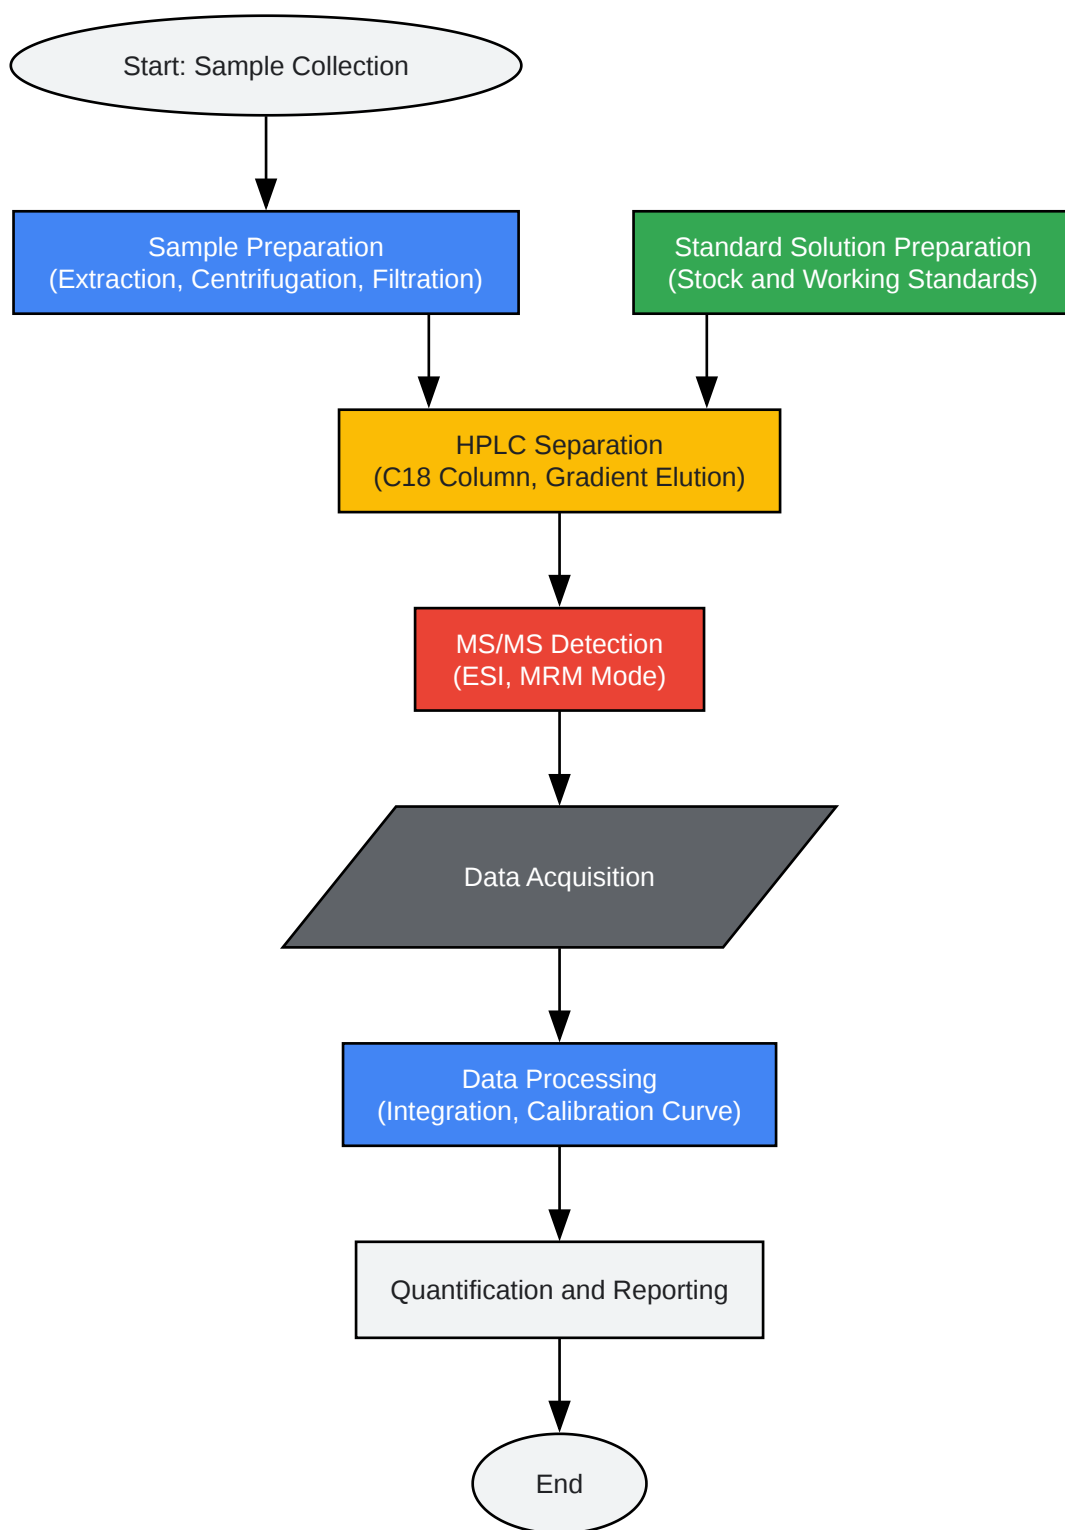 Start: Sample Collection
Sample Preparation
(Extraction, Centrifugation, Filtration)
Standard Solution Preparation
(Stock and Working Standards)
HPLC Separation
(C18 Column, Gradient Elution)
MS/MS Detection
(ESI, MRM Mode)
Data Acquisition
Data Processing
(Integration, Calibration Curve)
Quantification and Reporting
End